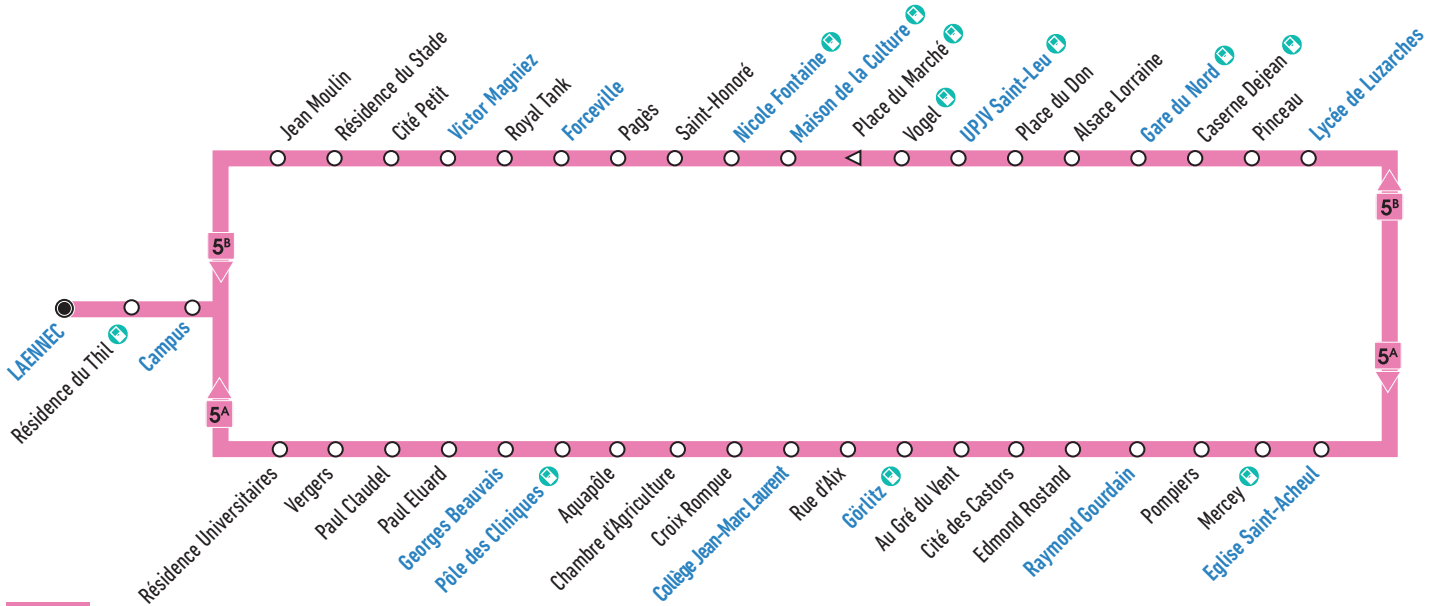 Jean Moulin
Résidence du Stade
Cité Petit
Victor Magniez
Royal Tank
Forceville
Pagès
Saint-Honoré
Nicole Fontaine
Maison de la Culture
Place du Marché
Vogel
UPJV Saint-Leu
Place du Don
Alsace Lorraine
Gare du Nord
Caserne Dejean
Pinceau
Lycée de Luzarches
5B
5B
LAENNEC
Résidence du Thil
Campus
5A
5A
Résidence Universitaires
Vergers
Paul Claudel
Paul Eluard
Georges Beauvais
Pôle des Cliniques
Aquapôle
Chambre d'Agriculture
Croix Rompue
Collège Jean-Marc Laurent
Rue d'Aix
Görlitz
Au Gré du Vent
Cité des Castors
Edmond Rostand
Raymond Gourdain
Pompiers
Mercey
Eglise Saint-Acheul